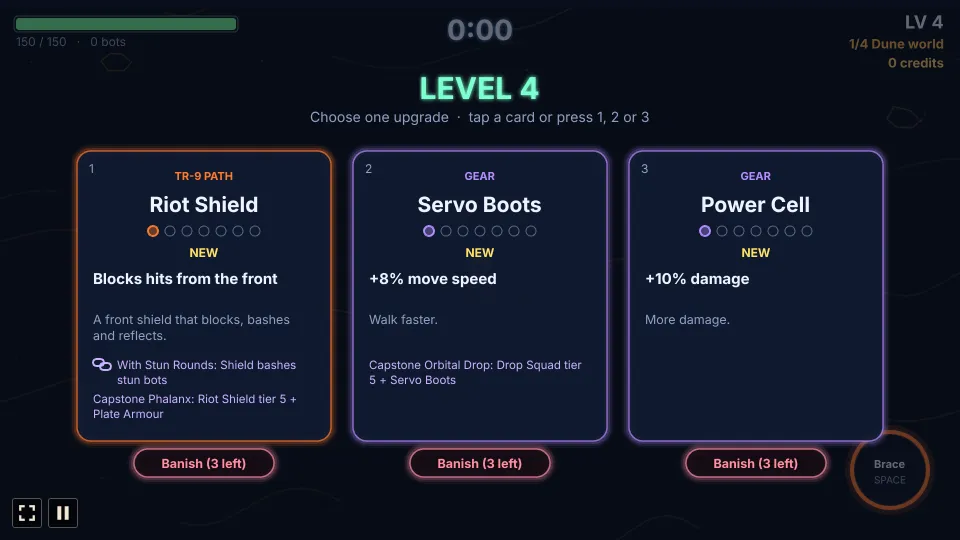 150 / 150 · 0 bots
0:00
LV 4
1/4 Dune world
0 credits
LEVEL 4
Choose one upgrade · tap a card or press 1, 2 or 3
1
TR-9 PATH
Riot Shield
NEW
Blocks hits from the front
A front shield that blocks, bashes
and reflects.
With Stun Rounds: Shield bashes
stun bots
Capstone Phalanx: Riot Shield tier 5 +
Plate Armour
Banish (3 left)
2
GEAR
Servo Boots
NEW
+8% move speed
Walk faster.
Capstone Orbital Drop: Drop Squad tier
5 + Servo Boots
Banish (3 left)
3
GEAR
Power Cell
NEW
+10% damage
More damage.
Banish (3 left)
Brace
SPACE